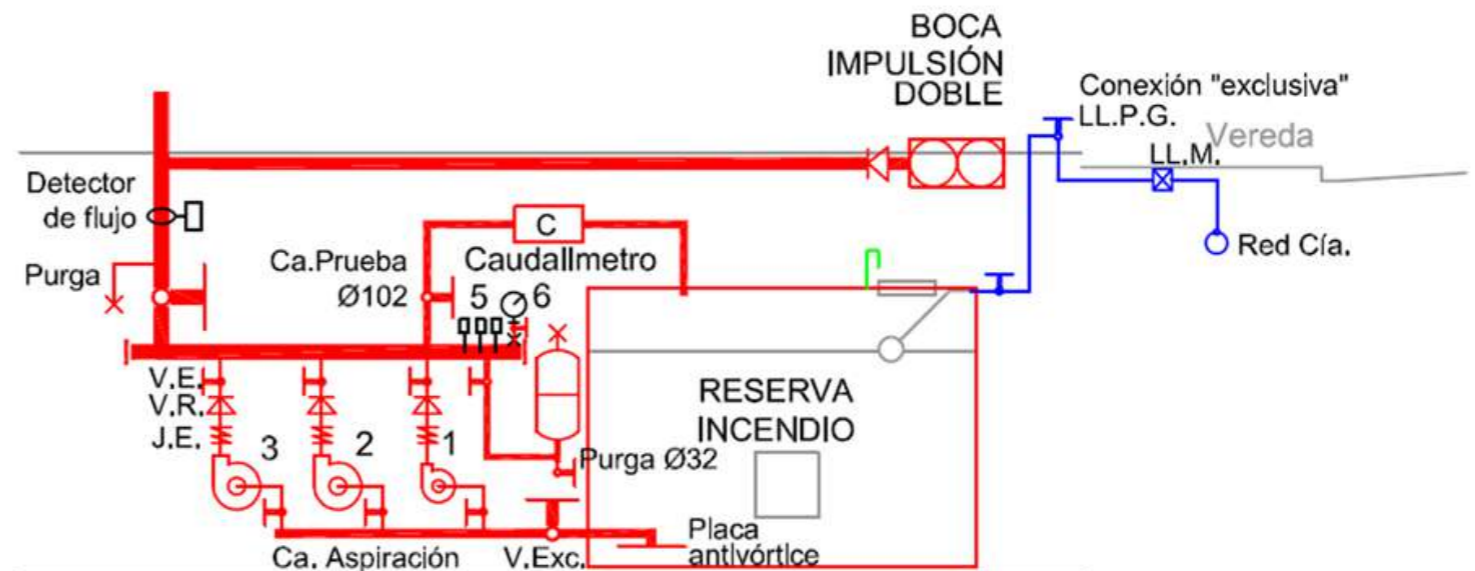 BOCA
IMPULSIÓN
DOBLE
Conexión "exclusiva"
LL.P.G.
Vereda
LL.M.
Detector
de flujo
C
Red Cía.
Purga
Ca.Prueba
Ø102
Caudalímetro
5
6
V.E.
V.R.
J.E.
3
2
1
RESERVA
INCENDIO
Purga Ø32
Placa
antivórtice
Ca. Aspiración
V.Exc.